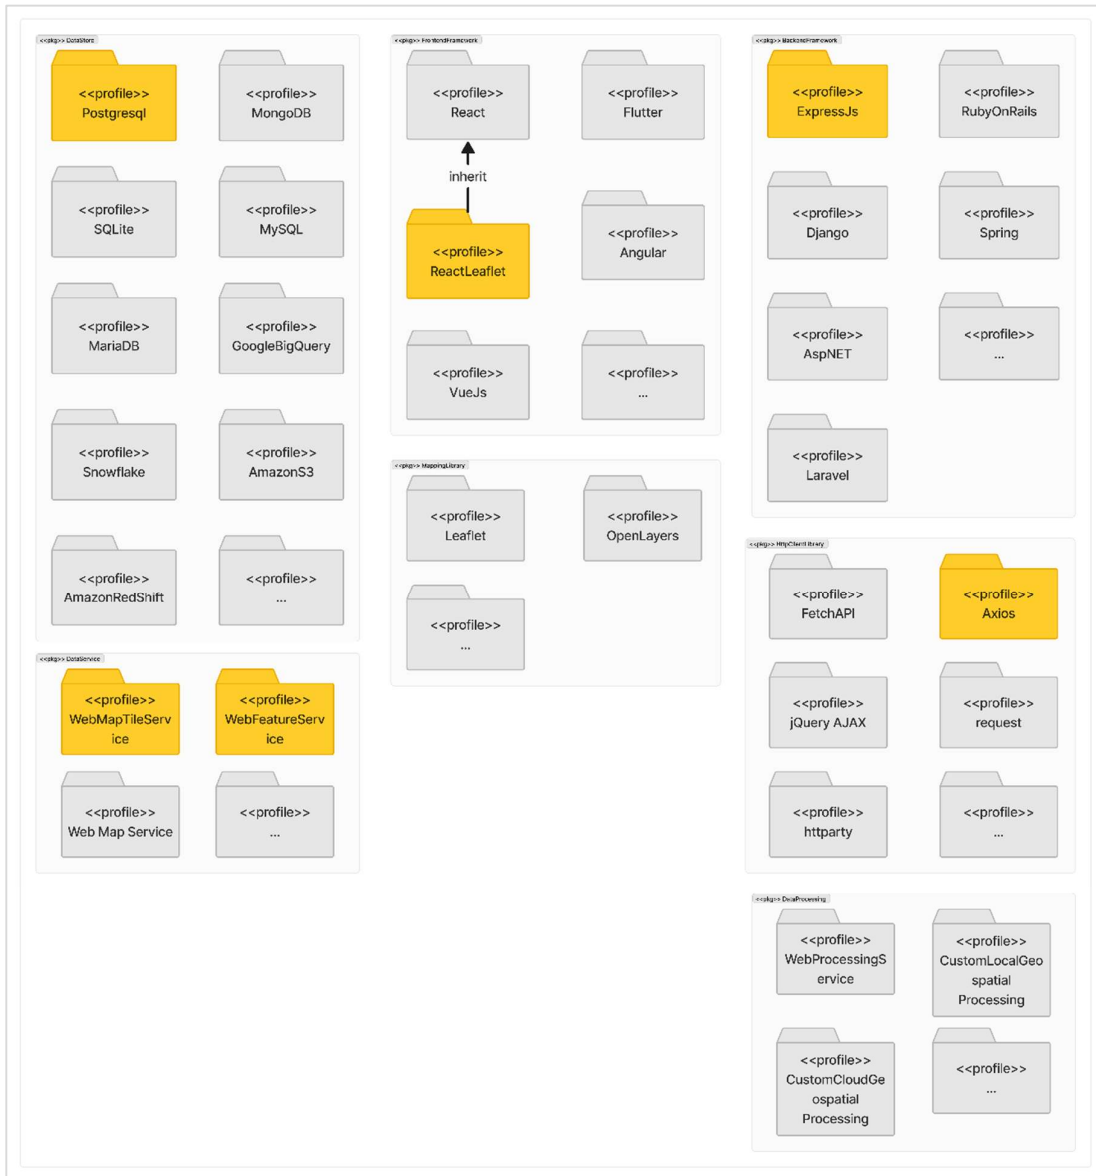 <<pkg>> DataStore
<<profile>>
Postgresql
<<profile>>
MongoDB
<<profile>>
SQLite
<<profile>>
MySQL
<<profile>>
MariaDB
<<profile>>
GoogleBigQuery
<<profile>>
Snowflake
<<profile>>
AmazonS3
<<profile>>
AmazonRedShift
<<profile>>
...
<<pkg>> DataService
<<profile>>
WebMapTileServ
ice
<<profile>>
WebFeatureServ
ice
<<profile>>
Web Map Service
<<profile>>
...
<<pkg>> FrontendFramework
<<profile>>
React
<<profile>>
Flutter
inherit
<<profile>>
ReactLeaflet
<<profile>>
Angular
<<profile>>
VueJs
<<profile>>
...
<<pkg>> MappingLibrary
<<profile>>
Leaflet
<<profile>>
OpenLayers
<<profile>>
...
<<pkg>> BackendFramework
<<profile>>
ExpressJs
<<profile>>
RubyOnRails
<<profile>>
Django
<<profile>>
Spring
<<profile>>
AspNET
<<profile>>
...
<<profile>>
Laravel
<<pkg>> HttpClientLibrary
<<profile>>
FetchAPI
<<profile>>
Axios
<<profile>>
jQuery AJAX
<<profile>>
request
<<profile>>
httparty
<<profile>>
...
<<pkg>> DataProcessing
<<profile>>
WebProcessingS
ervice
<<profile>>
CustomLocalGeo
spatial
Processing
<<profile>>
CustomCloudGe
ospatial
Processing
<<profile>>
...